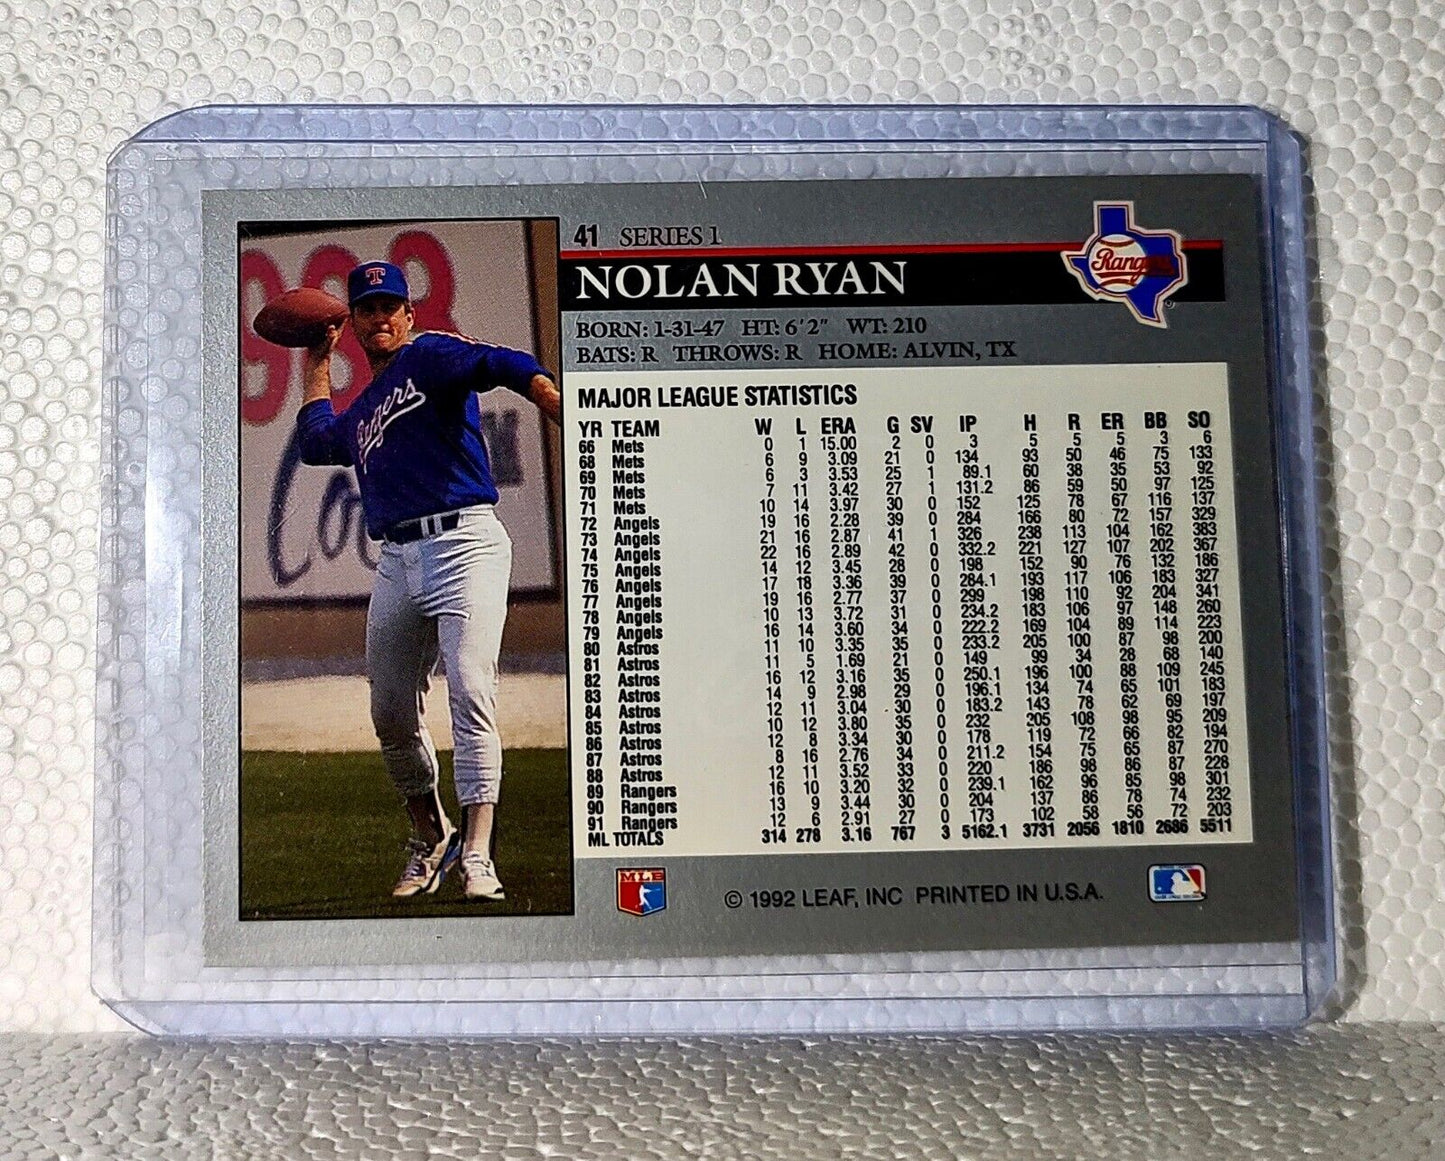 41 SERIES 1
NOLAN RYAN
Rangers
BORN: 1-31-47 HT: 6'2" WT: 210
BATS: R THROWS: R HOME: ALVIN, TX
T
Rangers
MAJOR LEAGUE STATISTICS
YR TEAM W L ERA G SV IP H R ER BB SO
66 Mets 0 1 15.00 2 0 3 5 5 5 3 6
68 Mets 6 9 3.09 21 0 134 93 50 46 75 133
69 Mets 6 3 3.53 25 1 89.1 60 38 35 53 92
70 Mets 7 11 3.42 27 1 131.2 86 59 50 97 125
71 Mets 10 14 3.97 30 0 152 125 78 67 116 137
72 Angels 19 16 2.28 39 0 284 166 80 72 157 329
73 Angels 21 16 2.87 41 1 326 238 113 104 162 383
74 Angels 22 16 2.89 42 0 332.2 221 127 107 202 367
75 Angels 14 12 3.45 28 0 198 152 90 76 132 186
76 Angels 17 18 3.36 39 0 284.1 193 117 106 183 327
77 Angels 19 16 2.77 37 0 299 198 110 92 204 341
78 Angels 10 13 3.72 31 0 234.2 183 106 97 148 260
79 Angels 16 14 3.60 34 0 222.2 169 104 89 114 223
80 Astros 11 10 3.35 35 0 233.2 205 100 87 98 200
81 Astros 11 5 1.69 21 0 149 99 34 28 68 140
82 Astros 16 12 3.16 35 0 250.1 196 100 88 109 245
83 Astros 14 9 2.98 29 0 196.1 134 74 65 101 183
84 Astros 12 11 3.04 30 0 183.2 143 78 62 69 197
85 Astros 10 12 3.80 35 0 232 205 108 98 95 209
86 Astros 12 8 3.34 30 0 178 119 72 66 82 194
87 Astros 8 16 2.76 34 0 211.2 154 75 65 87 270
88 Astros 12 11 3.52 33 0 220 186 98 86 87 228
89 Rangers 16 10 3.20 32 0 239.1 162 96 85 98 301
90 Rangers 13 9 3.44 30 0 204 137 86 78 74 232
91 Rangers 12 6 2.91 27 0 173 102 58 56 72 203
ML TOTALS 314 278 3.16 767 3 5162.1 3731 2056 1810 2686 5511
MLB
© 1992 LEAF, INC PRINTED IN U.S.A.